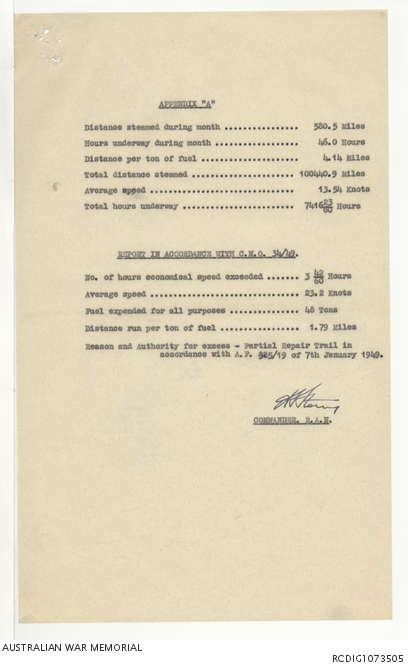 APPENDIX "A"
Distance steamed during month ................. 580.5 Miles
Hours underway during month ................... 46.0 Hours
Distance per ton of fuel ...................... 4.14 Miles
Total distance steamed ........................ 100440.9 Miles
Average speed ................................. 13.54 Knots
Total hours underway .......................... 7416 23/60 Hours
REPORT IN ACCORDANCE WITH C.N.O. 34/49.
No. of hours economical speed exceeded ....... 3 40/60 Hours
Average speed ................................. 23.2 Knots
Fuel expended for all purposes ................ 48 Tons
Distance run per ton of fuel .................. 1.79 Miles
Reason and Authority for excess - Partial Repair Trail in
accordance with A.F. /19 of 7th January 1949.
COMMANDER. R.A.N.
AUSTRALIAN WAR MEMORIAL
RCDIG1073505